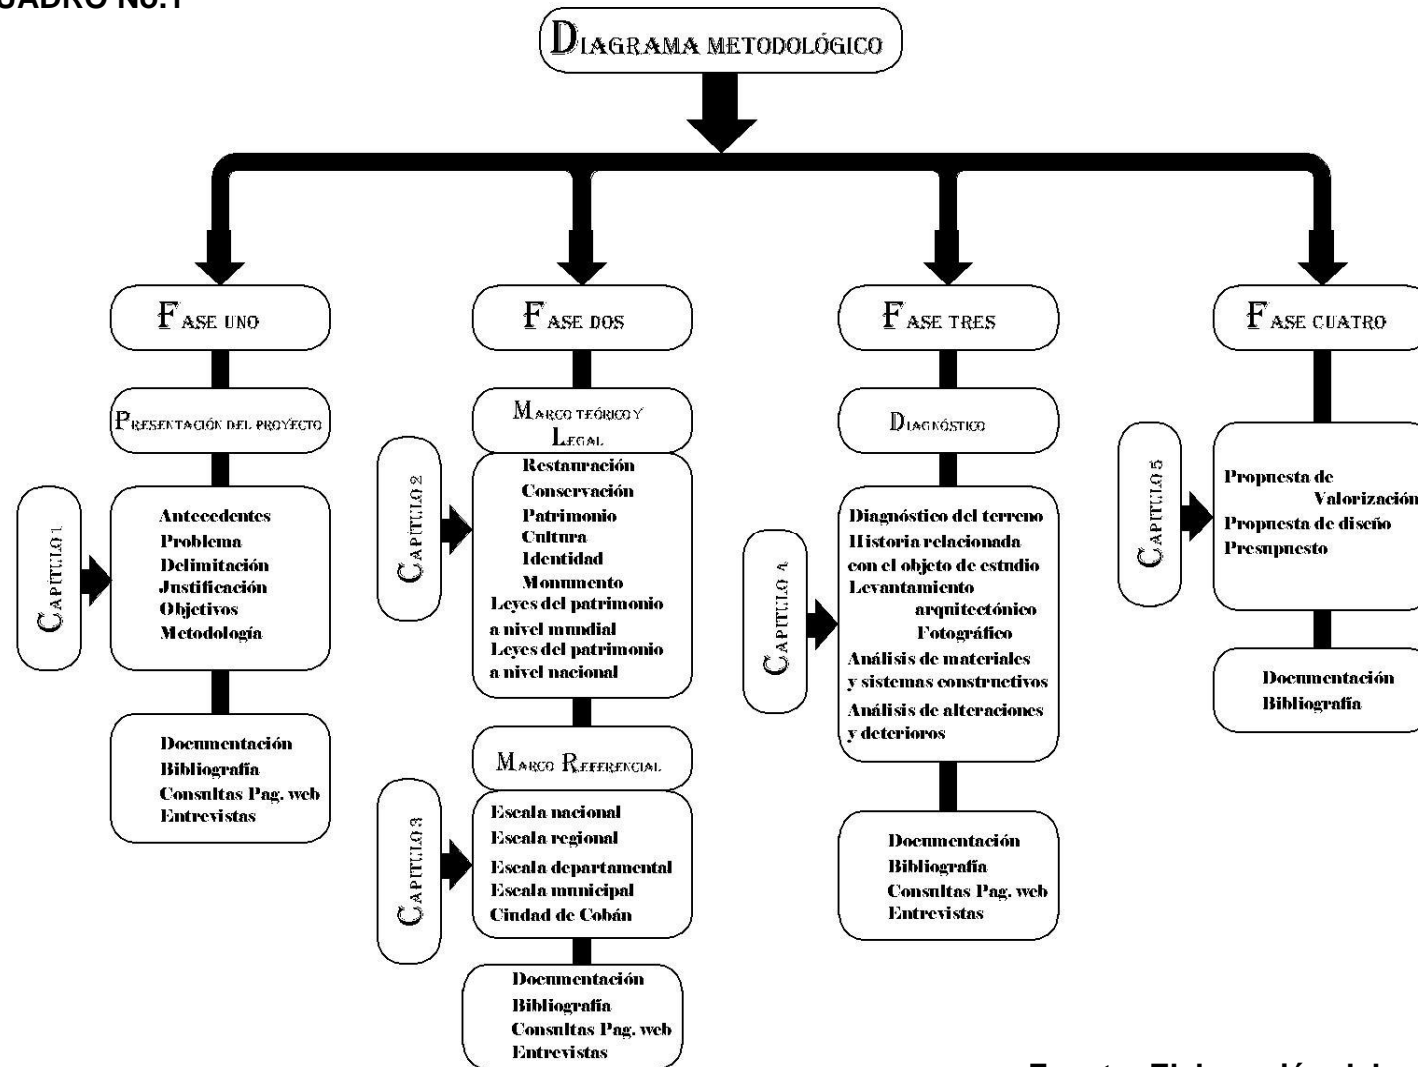 UADRO No.1
DIAGRAMA METODOLÓGICO
FASE UNO
PRESENTACIÓN DEL PROYECTO
CAPITULO 1
Antecedentes
Problema
Delimitación
Justificación
Objetivos
Metodología
Documentación
Bibliografía
Consultas Pag. web
Entrevistas
FASE DOS
MARCO TEÓRICO Y
LEGAL
CAPITULO 2
Restauración
Conservación
Patrimonio
Cultura
Identidad
Monumento
Leyes del patrimonio
a nivel mundial
Leyes del patrimonio
a nivel nacional
MARCO REFERENCIAL
CAPITULO 3
Escala nacional
Escala regional
Escala departamental
Escala municipal
Ciudad de Cobán
Documentación
Bibliografía
Consultas Pag. web
Entrevistas
FASE TRES
DIAGNÓSTICO
CAPITULO 4
Diagnóstico del terreno
Historia relacionada
con el objeto de estudio
Levantamiento
arquitectónico
Fotográfico
Análisis de materiales
y sistemas constructivos
Análisis de alteraciones
y deterioros
Documentación
Bibliografía
Consultas Pag. web
Entrevistas
FASE CUATRO
CAPITULO 5
Propuesta de
Valorización
Propuesta de diseño
Presupuesto
Documentación
Bibliografía